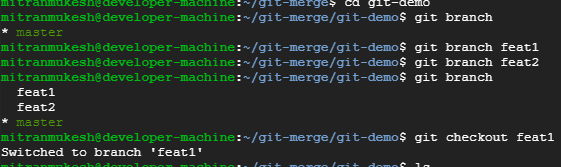 mitranmukesh@developer-machine:~/git-merge$ cd git-demo
mitranmukesh@developer-machine:~/git-merge/git-demo$ git branch
* master
mitranmukesh@developer-machine:~/git-merge/git-demo$ git branch feat1
mitranmukesh@developer-machine:~/git-merge/git-demo$ git branch feat2
mitranmukesh@developer-machine:~/git-merge/git-demo$ git branch
  feat1
  feat2
* master
mitranmukesh@developer-machine:~/git-merge/git-demo$ git checkout feat1
Switched to branch 'feat1'
mitranmukesh@developer-machine:~/git-merge/git-demo$ ls